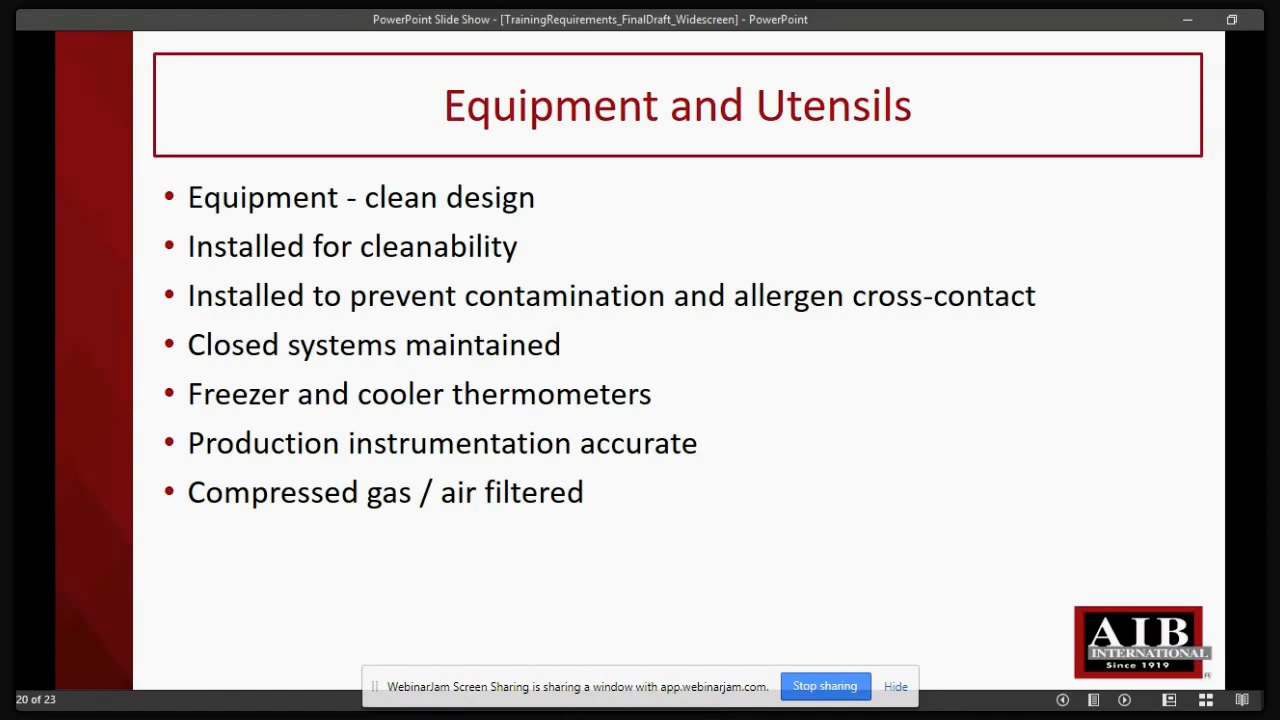 PowerPoint Slide Show - [TrainingRequirements_FinalDraft_Widescreen] - PowerPoint
Equipment and Utensils
• Equipment - clean design
• Installed for cleanability
• Installed to prevent contamination and allergen cross-contact
• Closed systems maintained
• Freezer and cooler thermometers
• Production instrumentation accurate
• Compressed gas / air filtered
AIB
INTERNATIONAL
Since 1919
®
WebinarJam Screen Sharing is sharing a window with app.webinarjam.com.
Stop sharing
Hide
20 of 23